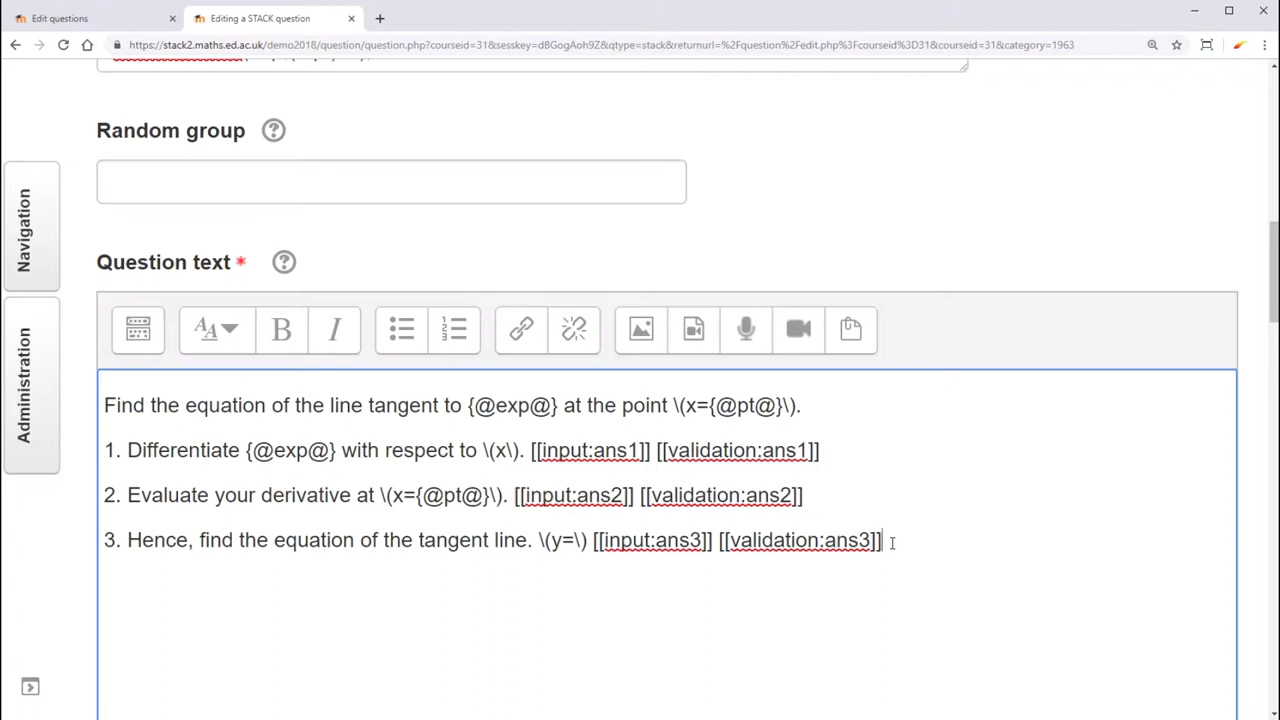 Edit questions
Editing a STACK question
https://stack2.maths.ed.ac.uk/demo2018/question/question.php?courseid=31&sesskey=dBGogAoh9Z&qtype=stack&returnurl=%2Fquestion%2Fedit.php%3Fcourseid%3D31&courseid=31&category=1963
Random group
Navigation
Question text *
Administration
Find the equation of the line tangent to {@exp@} at the point \(x={@pt@}\).
1. Differentiate {@exp@} with respect to \(x\). [[input:ans1]] [[validation:ans1]]
2. Evaluate your derivative at \(x={@pt@}\). [[input:ans2]] [[validation:ans2]]
3. Hence, find the equation of the tangent line. \(y=\) [[input:ans3]] [[validation:ans3]]